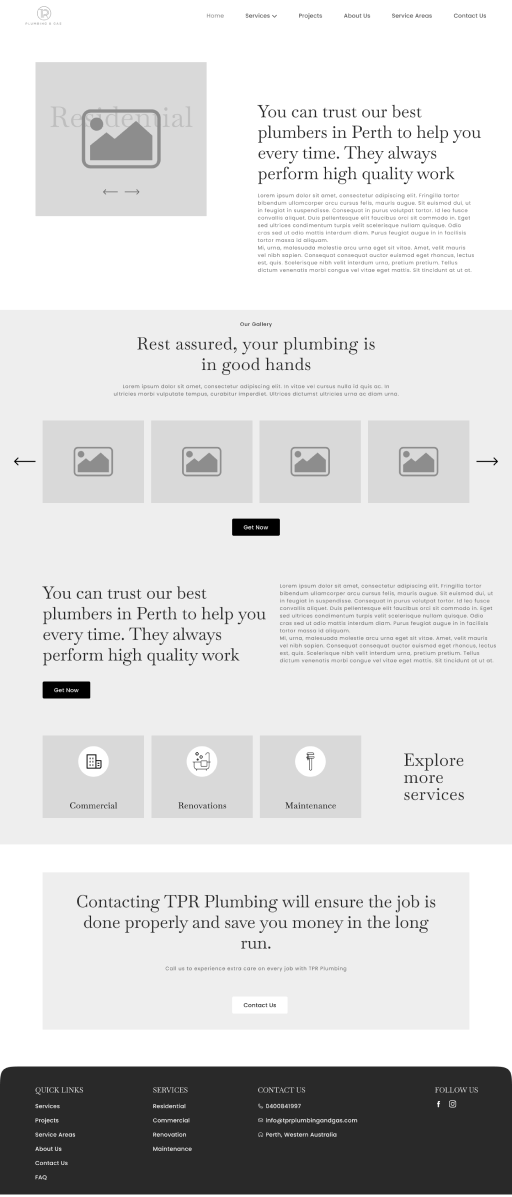 TR
PLUMBING & GAS
Home
Services
Projects
About Us
Service Areas
Contact Us
Residential
You can trust our best
plumbers in Perth to help you
every time. They always
perform high quality work
Lorem ipsum dolor sit amet, consectetur adipiscing elit. Fringilla tortor
bibendum ullamcorper arcu cursus felis, mauris augue. Sit euismod dui, ut
in feugiat in suspendisse. Consequat in purus volutpat tortor. Id leo fusce
convallis aliquet. Duis pellentesque elit faucibus orci sit commodo in. Wisi
sed ultrices condimentum turpis blandit sed vulputate ipsum dolor. Odio
cras sed ut odio mattis interdum diam. Purus feugiat augue in in facilisis
tortor massa id aliquam.
Mi, urna malesuada molestie arcu urna eget sit vitae. Amet, velit mauris
vel nibh sapien. Consequat consequat auctor euismod eget rhoncus, lectus
est, quis. Scelerisque nibh velit interdum urna, pretium pretium. Tellus
dictum venenatis morbi congue vel vitae eget mattis. Sit tincidunt at ut at.
Our Gallery
Rest assured, your plumbing is
in good hands
Lorem ipsum dolor sit amet, consectetur adipiscing elit. In vitae vel cursus nulla id quis ac. In
ultricies morbi vulputate tempus, curabitur imperdiet. Ultrices dictumst ultricies urna ac diam urna.
Get Now
You can trust our best
plumbers in Perth to help you
every time. They always
perform high quality work
Get Now
Lorem ipsum dolor sit amet, consectetur adipiscing elit. Fringilla tortor
bibendum ullamcorper arcu cursus felis, mauris augue. Sit euismod dui, ut
in feugiat in suspendisse. Consequat in purus volutpat tortor. Id leo fusce
convallis aliquet. Duis pellentesque elit faucibus orci sit commodo in.
cras sed ut odio mattis interdum diam. Purus feugiat augue in in facilisis
tortor massa id aliquam.
Mi, urna malesuada molestie arcu urna eget sit vitae. Amet, velit mauris
vel nibh sapien. Consequat consequat auctor euismod eget rhoncus, lectus
est, quis. Scelerisque nibh velit interdum urna, pretium pretium. Tellus
dictum venenatis morbi congue vel vitae eget mattis. Sit tincidunt at ut at.
Commercial
Renovations
Maintenance
Explore
more
services
Contacting TPR Plumbing will ensure the job is
done properly and save you money in the long
run.
Call us to experience extra care on every job with TPR Plumbing
Contact Us
QUICK LINKS
Services
Projects
Service Areas
About Us
Contact Us
FAQ
SERVICES
Residential
Commercial
Renovation
Maintenance
CONTACT US
0400841997
info@tprplumbingandgas.com
Perth, Western Australia
FOLLOW US